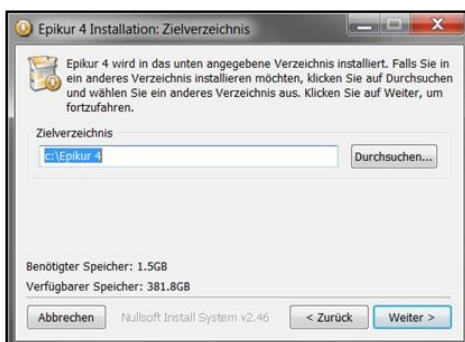 Epikur 4 Installation: Zielverzeichnis
Epikur 4 wird in das unten angegebene Verzeichnis installiert. Falls Sie in
ein anderes Verzeichnis installieren möchten, klicken Sie auf Durchsuchen
und wählen Sie ein anderes Verzeichnis aus. Klicken Sie auf Weiter, um
fortzufahren.
Zielverzeichnis
c:\Epikur 4
Durchsuchen...
Benötigter Speicher: 1.5GB
Verfügbarer Speicher: 381.8GB
Abbrechen
Nullsoft Install System v2.46
< Zurück
Weiter >